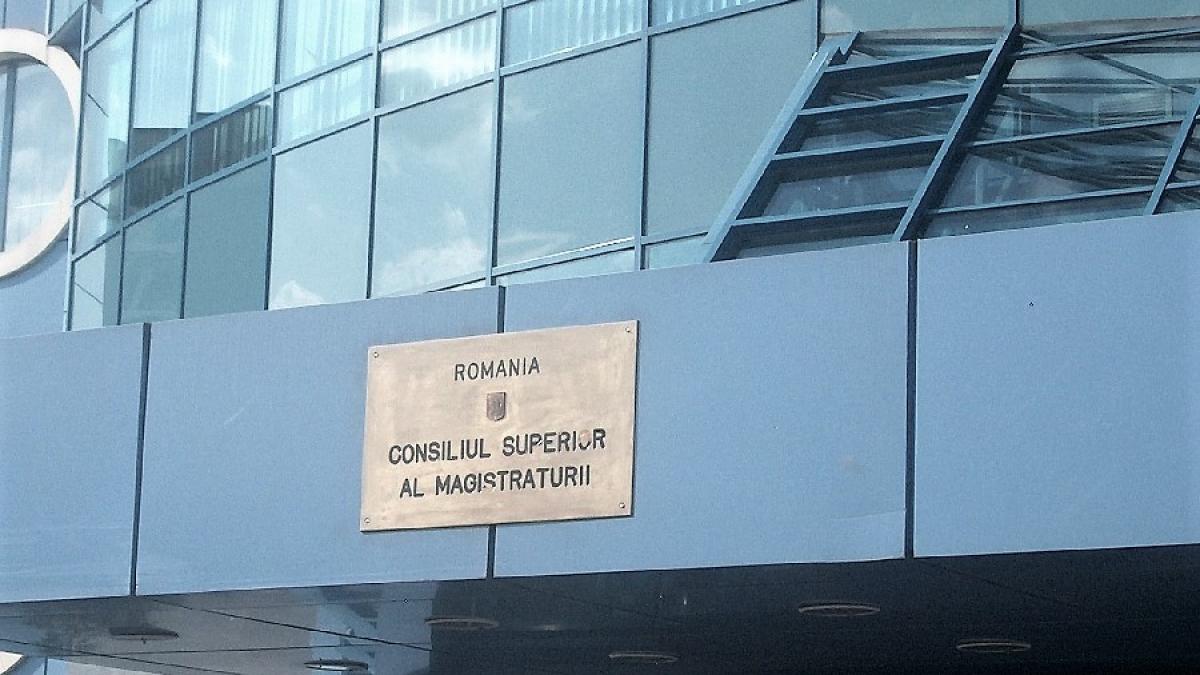 ROMANIA
CONSILIUL SUPERIOR
AL MAGISTRATURII